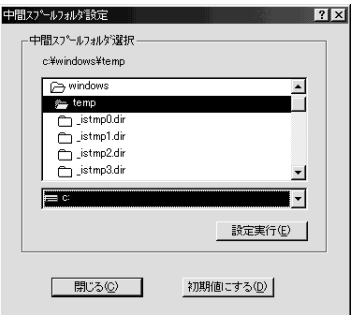 中間ｽﾌﾟｰﾙﾌｫﾙﾀﾞ設定
中間ｽﾌﾟｰﾙﾌｫﾙﾀﾞ選択
c:¥windows¥temp
windows
temp
_istmp0.dir
_istmp1.dir
_istmp2.dir
_istmp3.dir
c:
設定実行(E)
閉じる(C)
初期値にする(D)